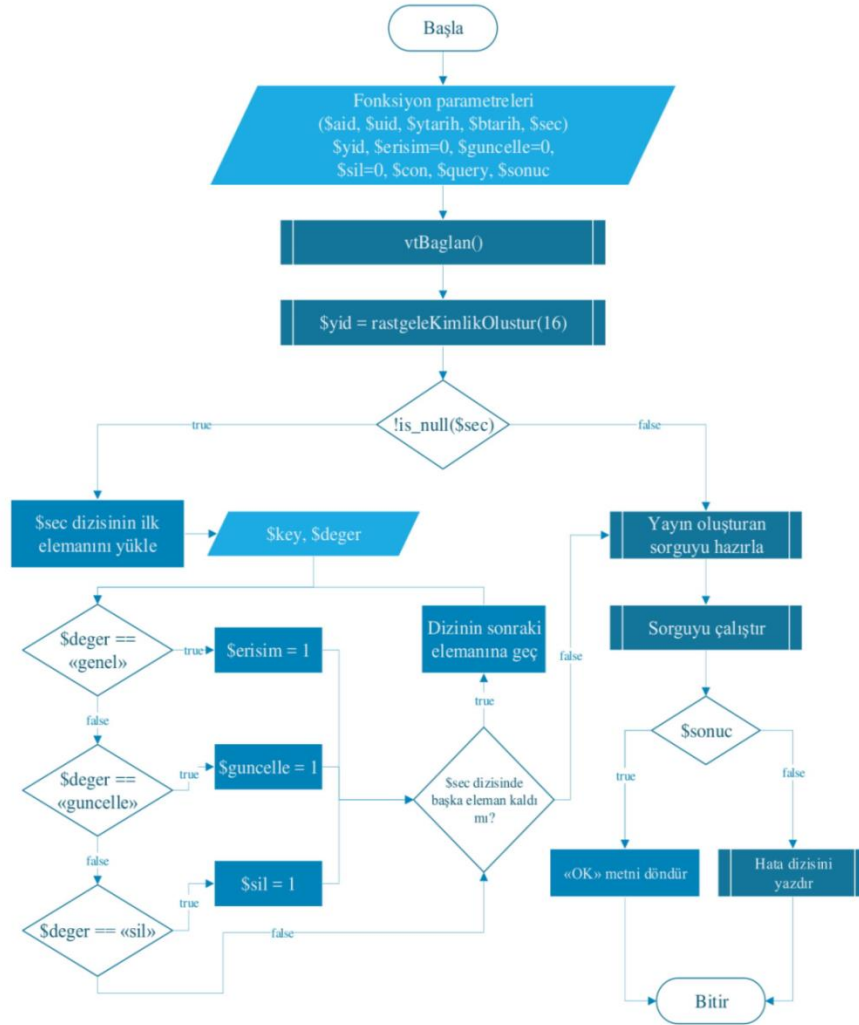 Başla
Fonksiyon parametreleri
($aid, $uid, $ytarih, $btarih, $sec)
$yid, $erisim=0, $guncelle=0,
$sil=0, $con, $query, $sonuc
vtBaglan()
$yid = rastgeleKimlikOlustur(16)
!is_null($sec)
true
false
$sec dizisinin ilk
elemanını yükle
$key, $deger
Yayın oluşturan
sorguyu hazırla
$deger ==
«genel»
true
$erisim = 1
Dizinin sonraki
elemanına geç
false
Sorguyu çalıştır
false
true
$sonuc
$deger ==
«guncelle»
true
$guncelle = 1
$sec dizisinde
başka eleman kaldı
mı?
true
false
false
$sil = 1
«OK» metni döndür
Hata dizisini
yazdır
$deger == «sil»
true
false
Bitir